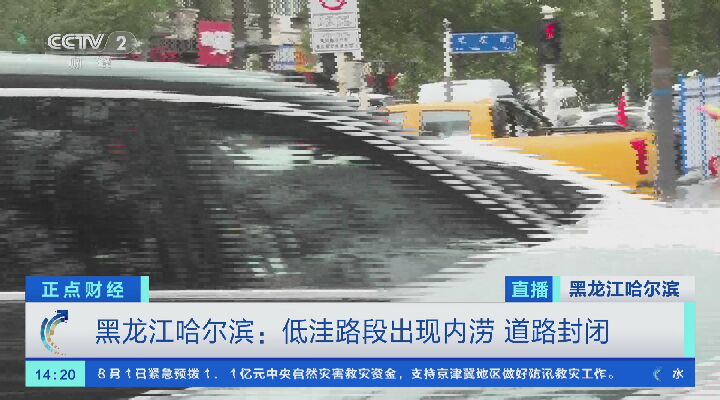 CCTV 2
财经
正点财经
直播 黑龙江哈尔滨
黑龙江哈尔滨：低洼路段出现内涝 道路封闭
14:20 8月1日紧急预拨1.1亿元中央自然灾害救灾资金，支持京津冀地区做好防汛救灾工作。 水